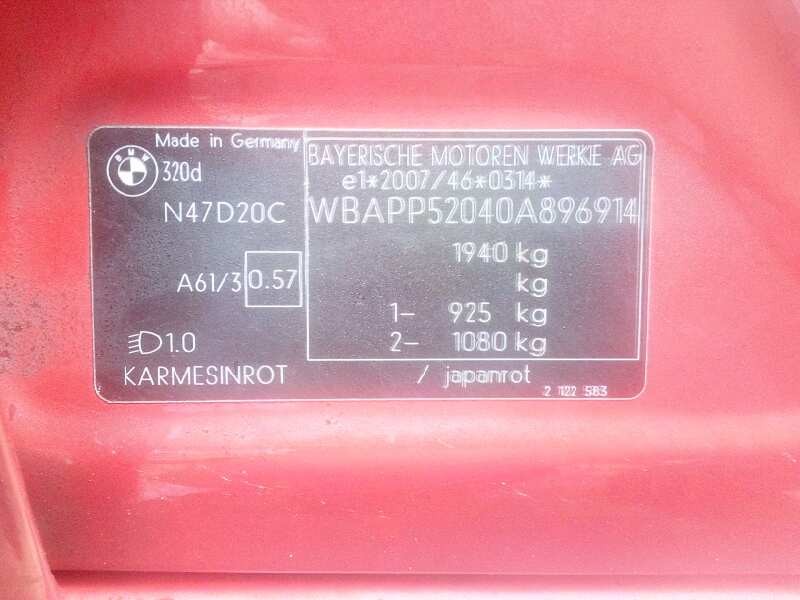 Made in Germany
BMW
320d
N47D20C
A61/3 0.57
1.0
KARMESINROT / japanrot
BAYERISCHE MOTOREN WERKE AG
e1*2007/46*0314*
WBAPP52040A896914
1940 kg
kg
1- 925 kg
2- 1080 kg
2 122 583